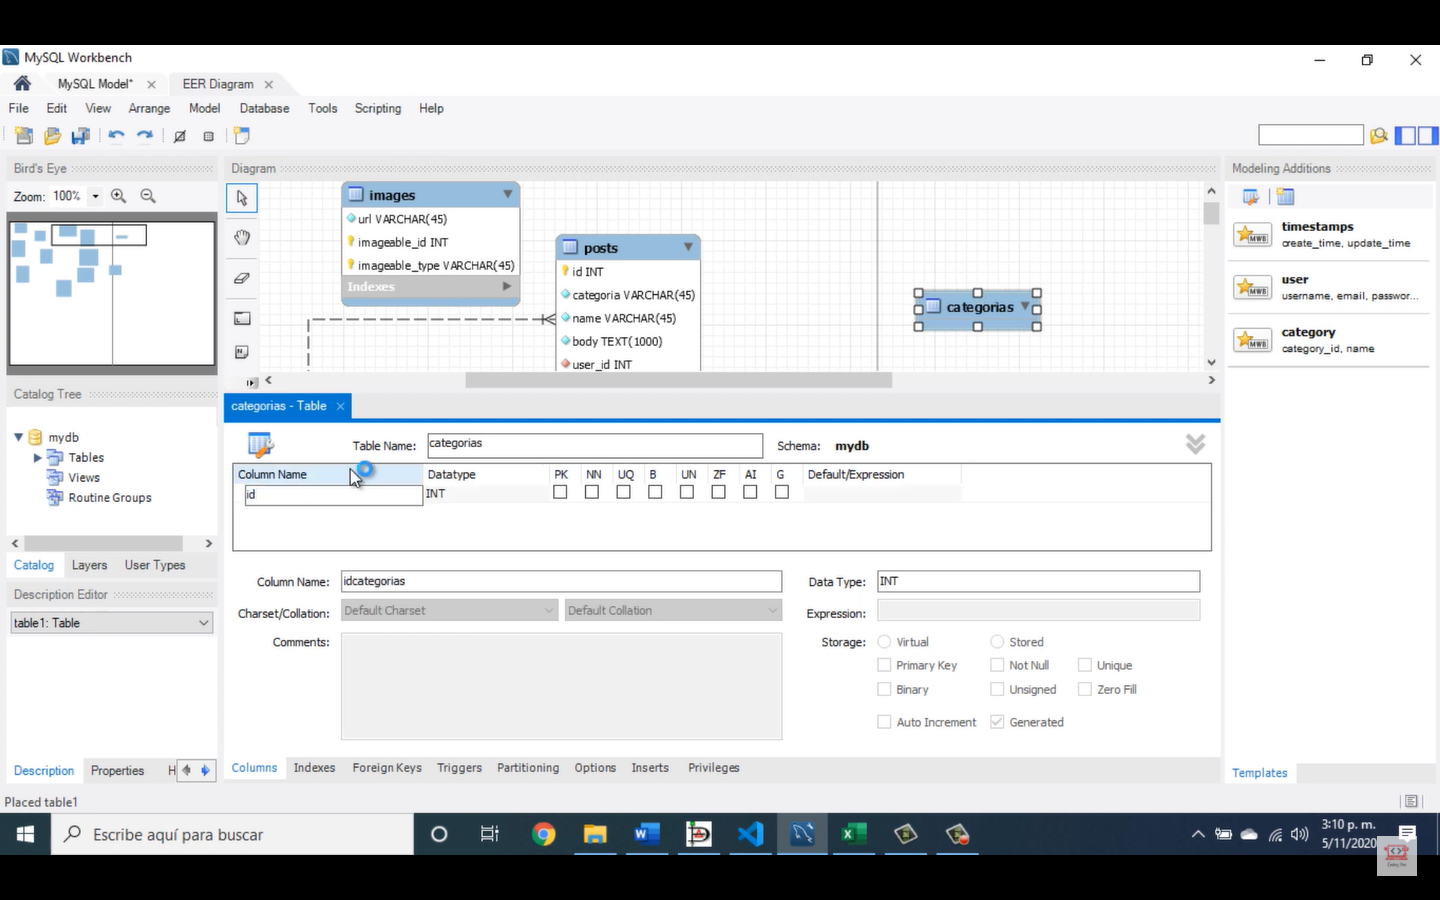 MySQL Workbench
MySQL Model*
EER Diagram
File Edit View Arrange Model Database Tools Scripting Help
Bird's Eye
Zoom: 100%
Diagram
images
url VARCHAR(45)
imageable_id INT
imageable_type VARCHAR(45)
Indexes
posts
id INT
categoria VARCHAR(45)
name VARCHAR(45)
body TEXT(1000)
user_id INT
categorias
Modeling Additions
timestamps
create_time, update_time
user
username, email, passwor...
category
category_id, name
Templates
Catalog Tree
mydb
Tables
Views
Routine Groups
Catalog Layers User Types
Description Editor
table1: Table
Description Properties H
categorias - Table
Table Name: categorias Schema: mydb
Column Name Datatype PK NN UQ B UN ZF AI G Default/Expression
id INT
Column Name: idcategorias Data Type: INT
Charset/Collation: Default Charset Default Collation Expression:
Comments: Storage: Virtual Stored
Primary Key Not Null Unique
Binary Unsigned Zero Fill
Auto Increment Generated
Columns Indexes Foreign Keys Triggers Partitioning Options Inserts Privileges
Placed table1
Escribe aquí para buscar
3:10 p. m.
5/11/2020